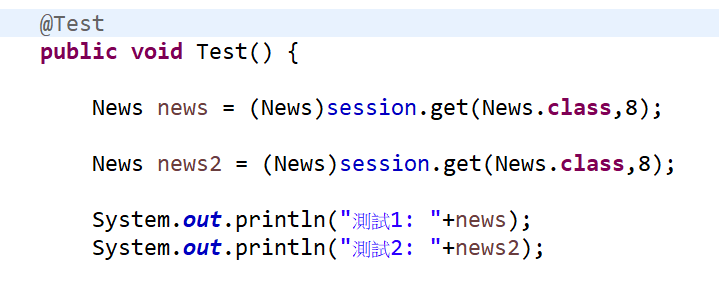 @Test
public void Test() {
News news = (News)session.get(News.class,8);
News news2 = (News)session.get(News.class,8);
System.out.println("測試1: "+news);
System.out.println("測試2: "+news2);